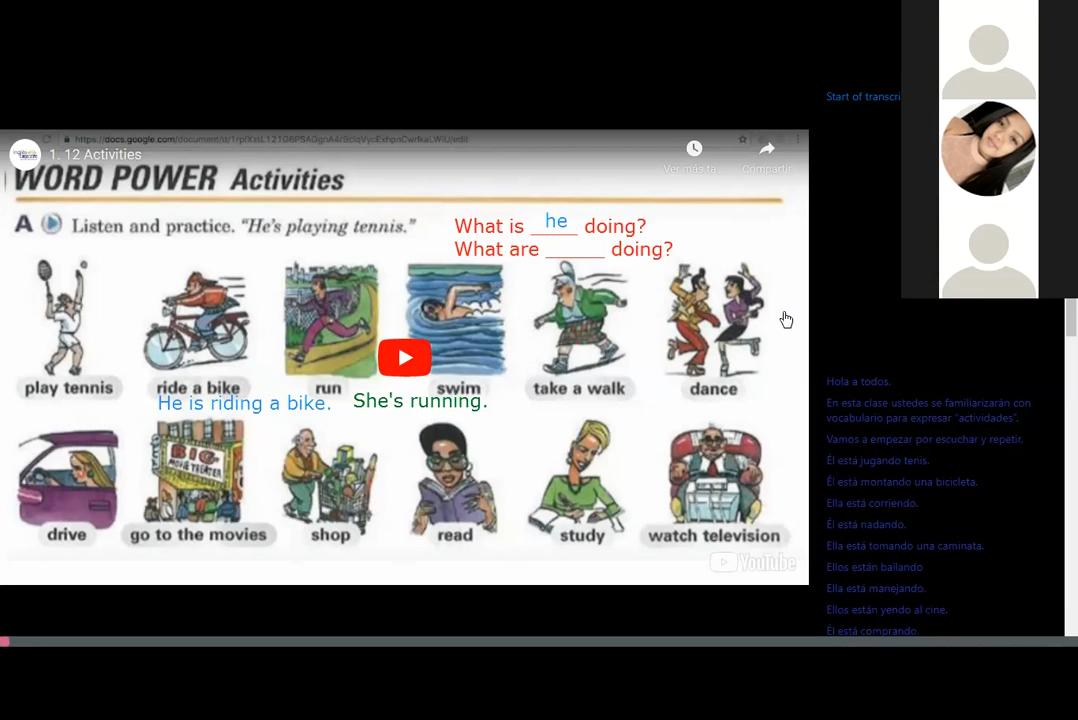 Start of transcri
1. 12 Activities
Ver más ta
Compartir
WORD POWER Activities
A Listen and practice. "He's playing tennis."
What is he doing?
What are ______ doing?
play tennis
ride a bike
run
swim
take a walk
dance
He is riding a bike.
She's running.
BIG
MOVIE THEATER
drive
go to the movies
shop
read
study
watch television
YouTube
Hola a todos.
En esta clase ustedes se familiarizarán con
vocabulario para expresar "actividades".
Vamos a empezar por escuchar y repetir.
Él está jugando tenis.
Él está montando una bicicleta.
Ella está corriendo.
Él está nadando.
Ella está tomando una caminata.
Ellos están bailando
Ella está manejando.
Ellos están yendo al cine.
Él está comprando.